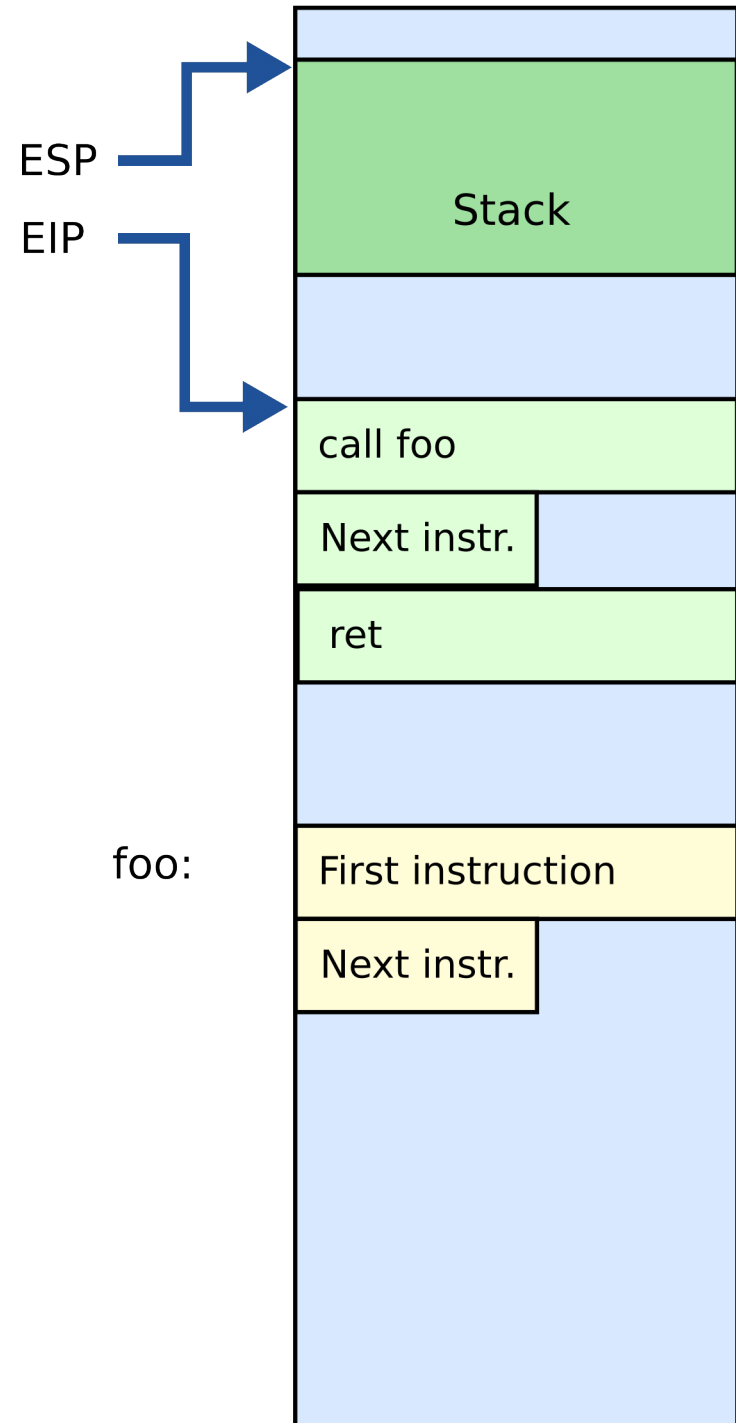 ESP
Stack
EIP
call foo
Next instr.
ret
foo:
First instruction
Next instr.